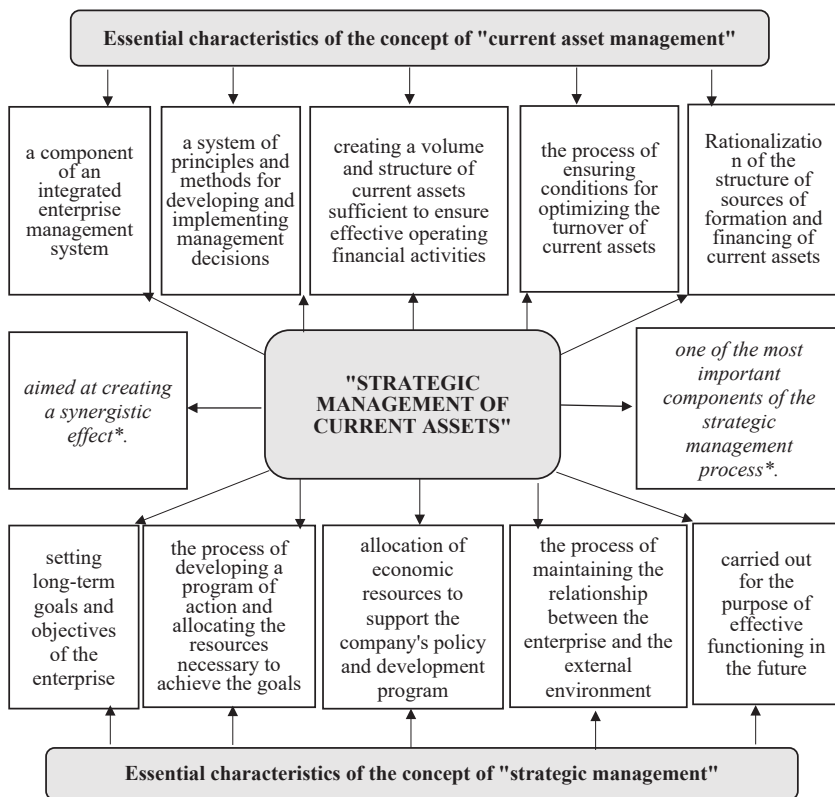 Essential characteristics of the concept of "current asset management"
a component
of an
integrated
enterprise
management
system
a system of
principles and
methods for
developing and
implementing
management
decisions
creating a volume
and structure of
current assets
sufficient to ensure
effective operating
financial activities
the process of
ensuring
conditions for
optimizing the
turnover of
current assets
Rationalizatio
n of the
structure of
sources of
formation and
financing of
current assets
aimed at creating
a synergistic
effect*.
"STRATEGIC
MANAGEMENT OF
CURRENT ASSETS"
one of the most
important
components of the
strategic
management
process*.
setting
long-term
goals and
objectives
of the
enterprise
the process of
developing a
program of
action and
allocating the
resources
necessary to
achieve the goals
allocation of
economic
resources to
support the
company's policy
and development
program
the process of
maintaining the
relationship
between the
enterprise and the
external
environment
carried out
for the
purpose of
effective
functioning in
the future
Essential characteristics of the concept of "strategic management"